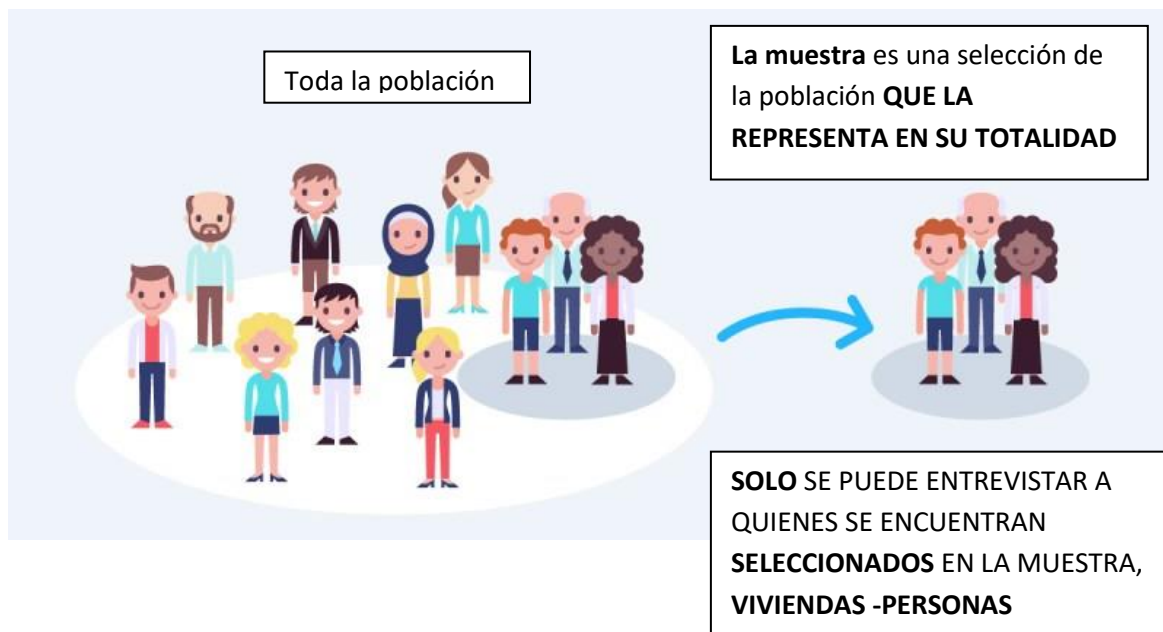 Toda la población
La muestra es una selección de
la población QUE LA
REPRESENTA EN SU TOTALIDAD
SOLO SE PUEDE ENTREVISTAR A
QUIENES SE ENCUENTRAN
SELECCIONADOS EN LA MUESTRA,
VIVIENDAS -PERSONAS